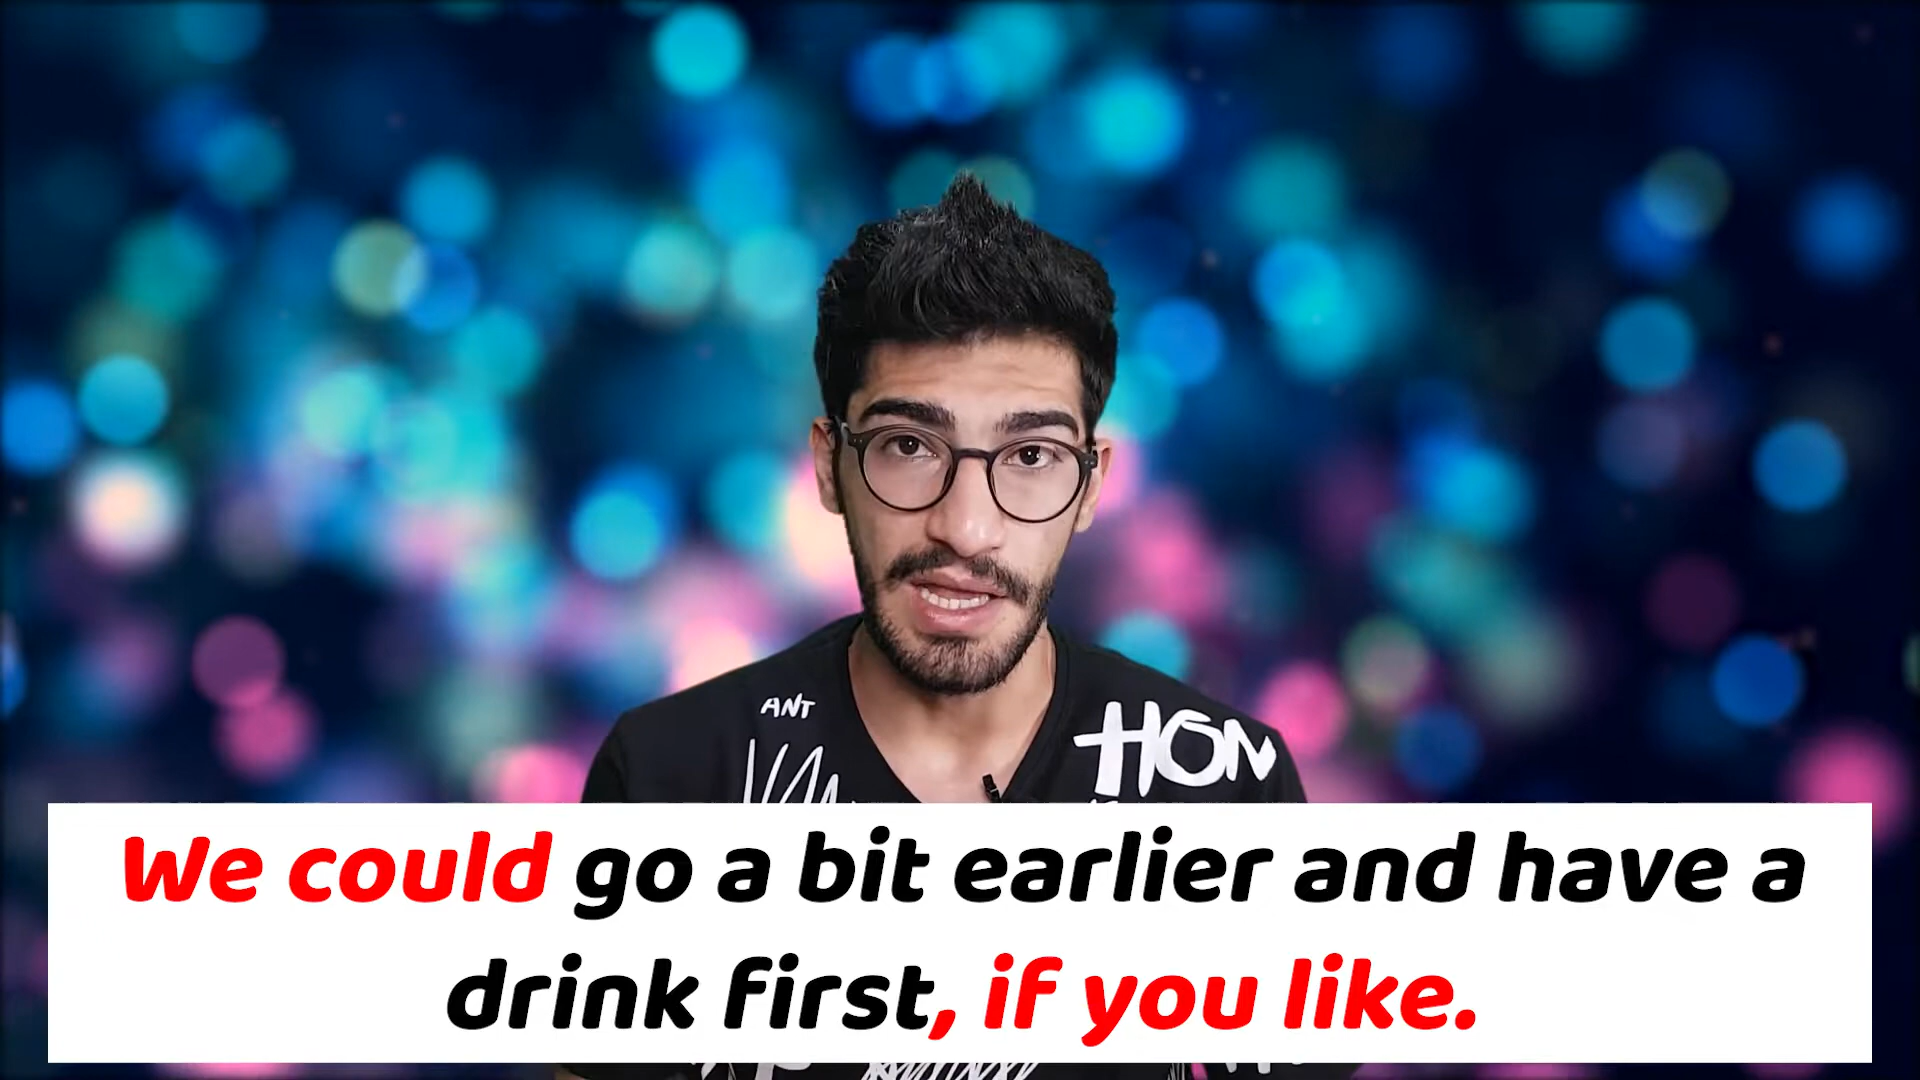 ANT
HON
We could go a bit earlier and have a
drink first, if you like.